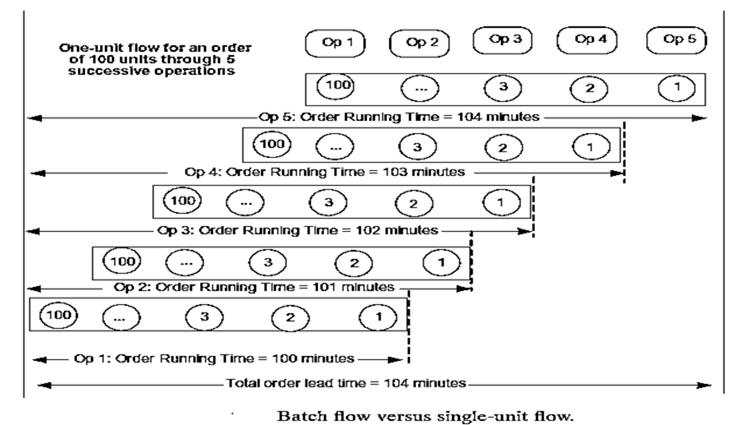 One-unit flow for an order
of 100 units through 5
successive operations
Op 1 Op 2 Op 3 Op 4 Op 5
100 ... 3 2 1
Op 5: Order Running Time = 104 minutes
100 ... 3 2 1
Op 4: Order Running Time = 103 minutes
100 ... 3 2 1
Op 3: Order Running Time = 102 minutes
100 ... 3 2 1
Op 2: Order Running Time = 101 minutes
100 ... 3 2 1
Op 1: Order Running Time = 100 minutes
Total order lead time = 104 minutes
Batch flow versus single-unit flow.